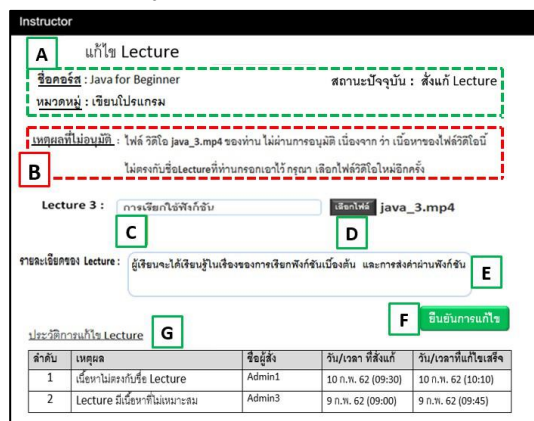 Instructor
A แก้ไข Lecture
ชื่อคอร์ส : Java for Beginner สถานะปัจจุบัน : สั่งแก้ Lecture
หมวดหมู่ : เขียนโปรแกรม
เหตุผลที่ไม่อนุมัติ : ไฟล์ วิดีโอ java_3.mp4 ของท่าน ไม่ผ่านการอนุมัติ เนื่องจาก ว่า เนื้อหาของไฟล์วิดีโอนี้
B ไม่ตรงกับชื่อLectureที่ท่านกรอกเอาไว้ กรุณา เลือกไฟล์วิดีโอใหม่อีกครั้ง
Lecture 3 : การเรียกใช้ฟังก์ชัน เลือกไฟล์ java_3.mp4
C D
รายละเอียดของ Lecture : ผู้เรียนจะได้เรียนรู้ในเรื่องของการเรียกฟังก์ชันเบื้องต้น และการส่งค่าผ่านฟังก์ชัน E
F ยืนยันการแก้ไข
ประวัติการแก้ไข Lecture G
ลำดับ เหตุผล ชื่อผู้สั่ง วัน/เวลา ที่สั่งแก้ วัน/เวลาที่แก้ไขเสร็จ
1 เนื้อหาไม่ตรงกับชื่อ Lecture Admin1 10 ก.พ. 62 (09:30) 10 ก.พ. 62 (10:10)
2 Lecture มีเนื้อหาที่ไม่เหมาะสม Admin3 9 ก.พ. 62 (09:00) 9 ก.พ. 62 (09:45)